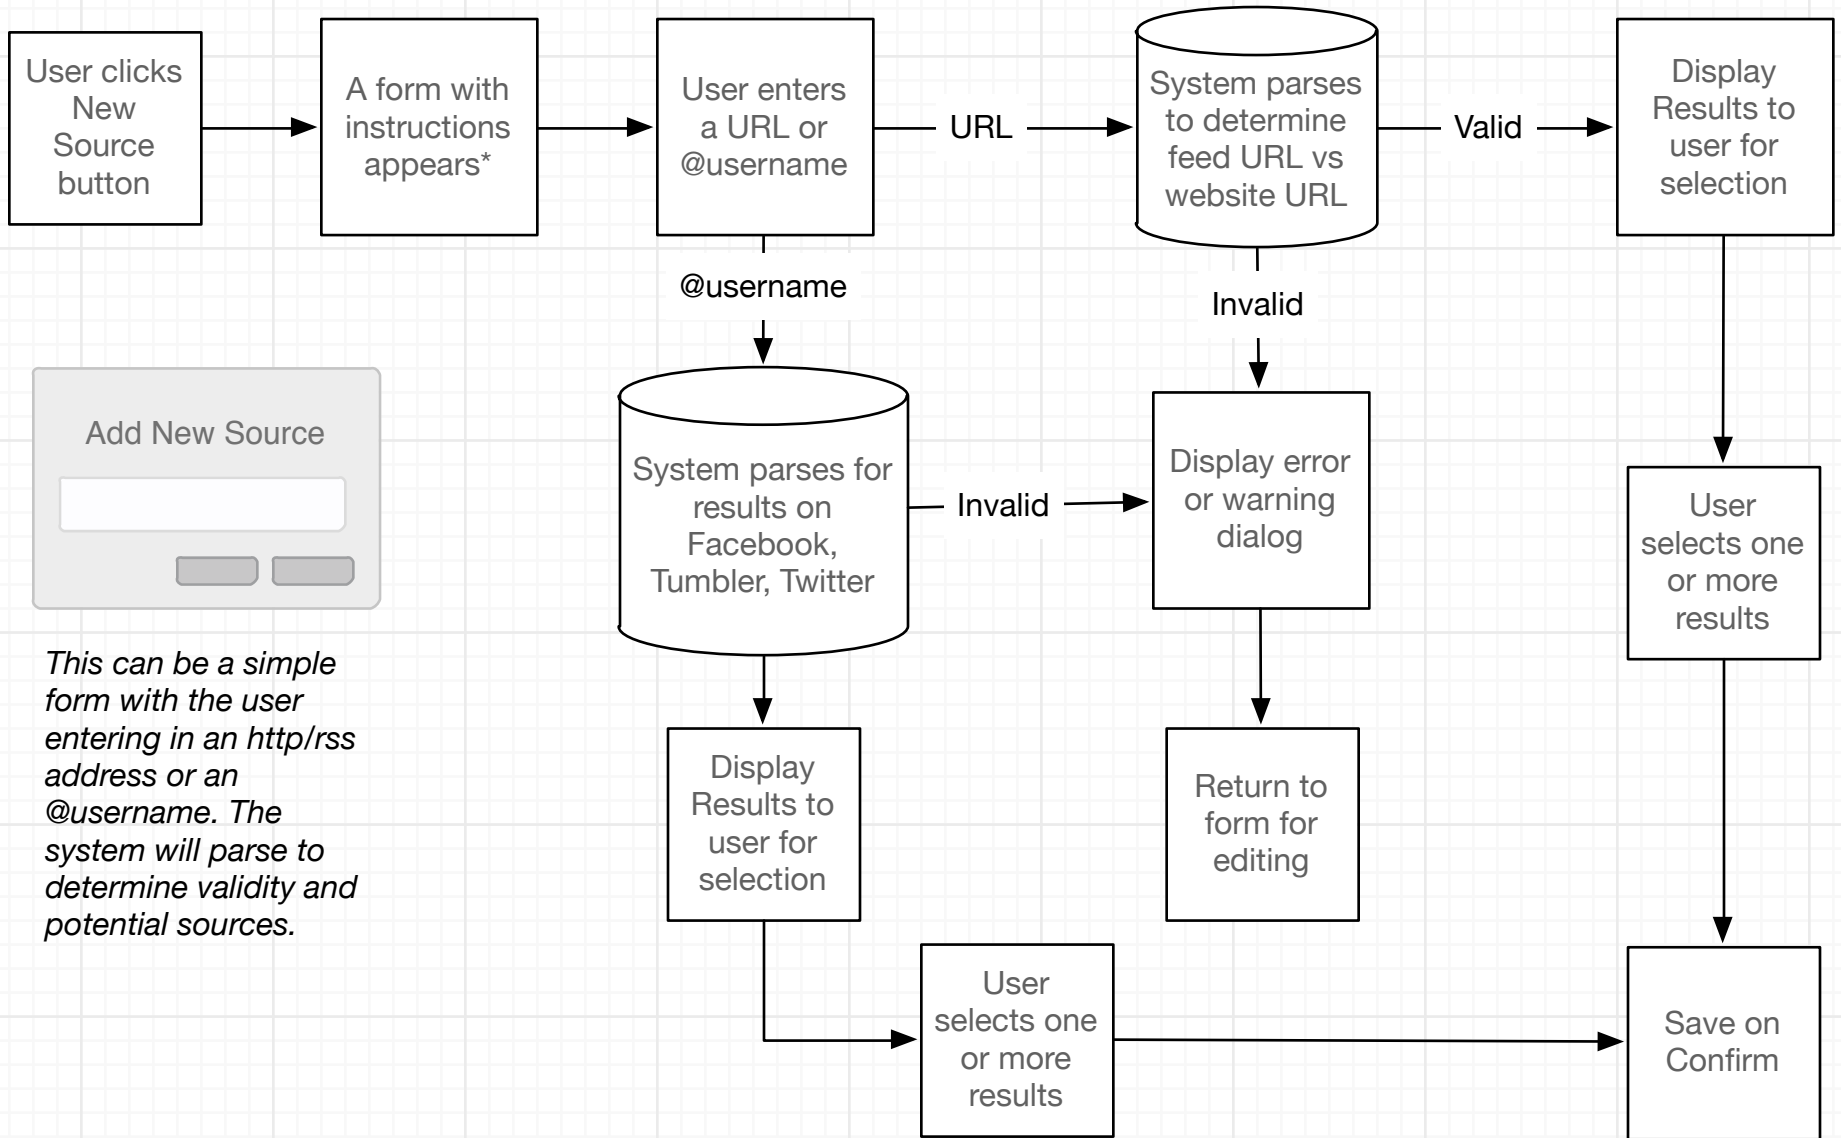 User clicks
New
Source
button
A form with
instructions
appears*
User enters
a URL or
@username
URL
System parses
to determine
feed URL vs
website URL
Valid
Display
Results to
user for
selection
@username
Invalid
Add New Source
System parses for
results on
Facebook,
Tumbler, Twitter
Invalid
Display error
or warning
dialog
User
selects one
or more
results
This can be a simple
form with the user
entering in an http/rss
address or an
@username. The
system will parse to
determine validity and
potential sources.
Display
Results to
user for
selection
Return to
form for
editing
User
selects one
or more
results
Save on
Confirm